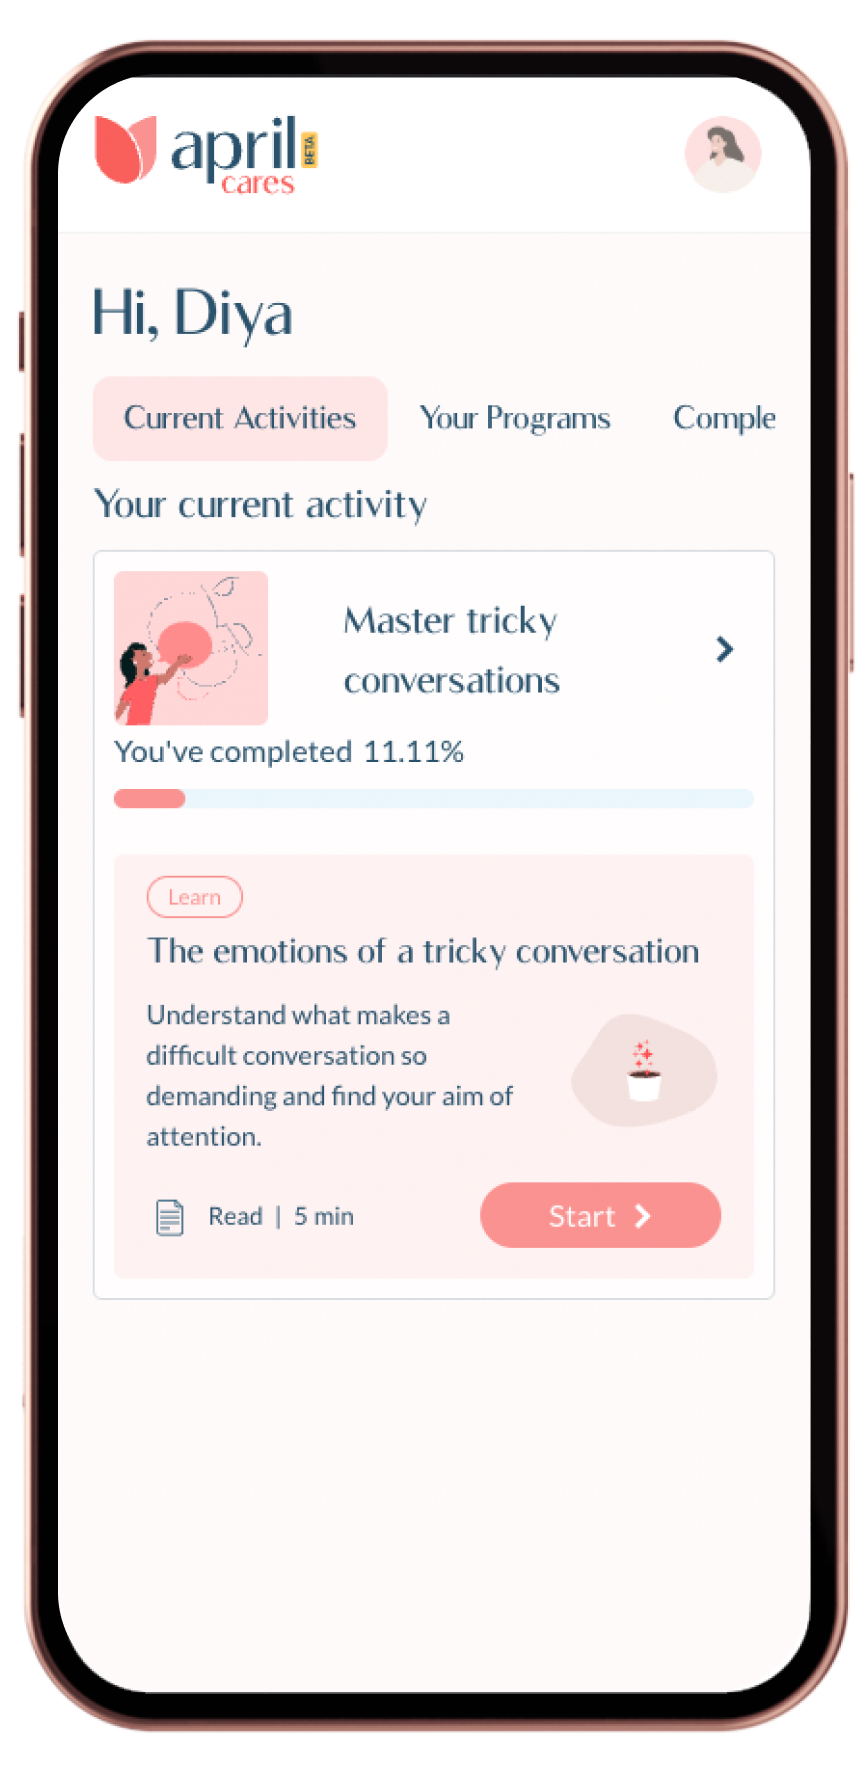 april
BETA
cares
Hi, Diya
Current Activities Your Programs Comple
Your current activity
Master tricky
conversations
You've completed 11.11%
Learn
The emotions of a tricky conversation
Understand what makes a
difficult conversation so
demanding and find your aim of
attention.
Read | 5 min
Start